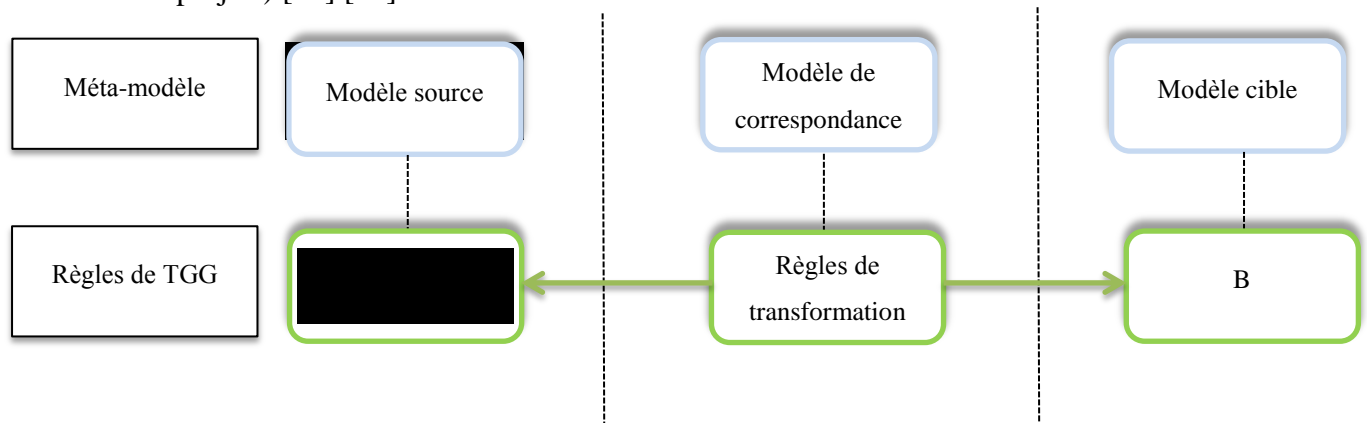 Méta-modèle
Modèle source
Modèle de
correspondance
Modèle cible
Règles de TGG
Règles de
transformation
B